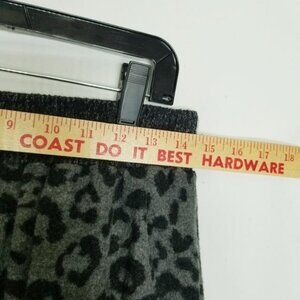 9 10 11 12 13 14 15 16 17 18
COAST DO IT BEST HARDWARE